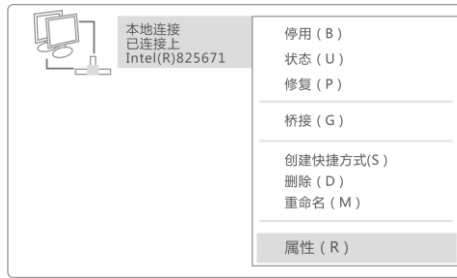 本地连接
已连接上
Intel(R)825671
停用 ( B )
状态 ( U )
修复 ( P )
桥接 ( G )
创建快捷方式(S )
删除 ( D )
重命名 ( M )
属性 ( R )